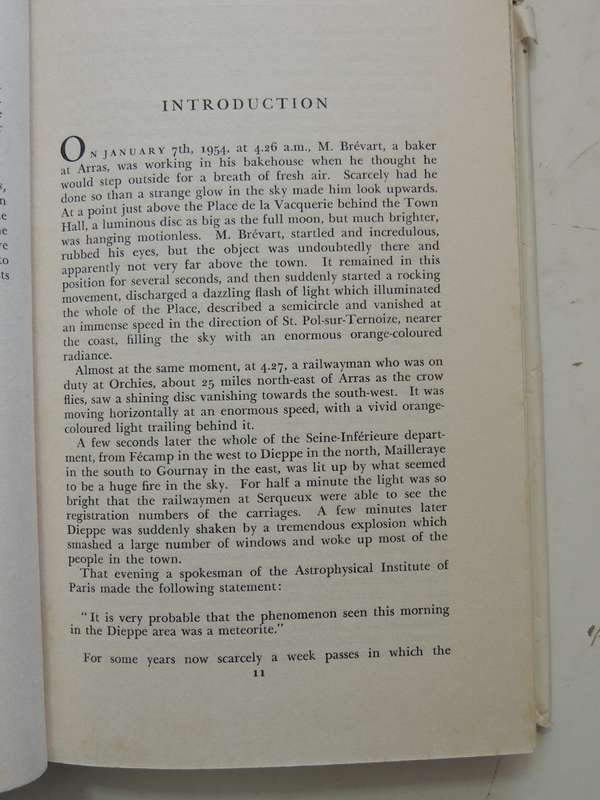 INTRODUCTION
ON JANUARY 7th, 1954, at 4.26 a.m., M. Brévart, a baker
at Arras, was working in his bakehouse when he thought he
would step outside for a breath of fresh air. Scarcely had he
done so than a strange glow in the sky made him look upwards.
At a point just above the Place de la Vacquerie behind the Town
Hall, a luminous disc as big as the full moon, but much brighter,
was hanging motionless. M. Brévart, startled and incredulous,
rubbed his eyes, but the object was undoubtedly there and
apparently not very far above the town. It remained in this
position for several seconds, and then suddenly started a rocking
movement, discharged a dazzling flash of light which illuminated
the whole of the Place, described a semicircle and vanished at
an immense speed in the direction of St. Pol-sur-Ternoize, nearer
the coast, filling the sky with an enormous orange-coloured
radiance.
Almost at the same moment, at 4.27, a railwayman who was on
duty at Orchies, about 25 miles north-east of Arras as the crow
flies, saw a shining disc vanishing towards the south-west. It was
moving horizontally at an enormous speed, with a vivid orange-
coloured light trailing behind it.
A few seconds later the whole of the Seine-Inférieure depart-
ment, from Fécamp in the west to Dieppe in the north, Mailleraye
in the south to Gournay in the east, was lit up by what seemed
to be a huge fire in the sky. For half a minute the light was so
bright that the railwaymen at Serqueux were able to see the
registration numbers of the carriages. A few minutes later
Dieppe was suddenly shaken by a tremendous explosion which
smashed a large number of windows and woke up most of the
people in the town.
That evening a spokesman of the Astrophysical Institute of
Paris made the following statement:
"It is very probable that the phenomenon seen this morning
in the Dieppe area was a meteorite."
For some years now scarcely a week passes in which the
11